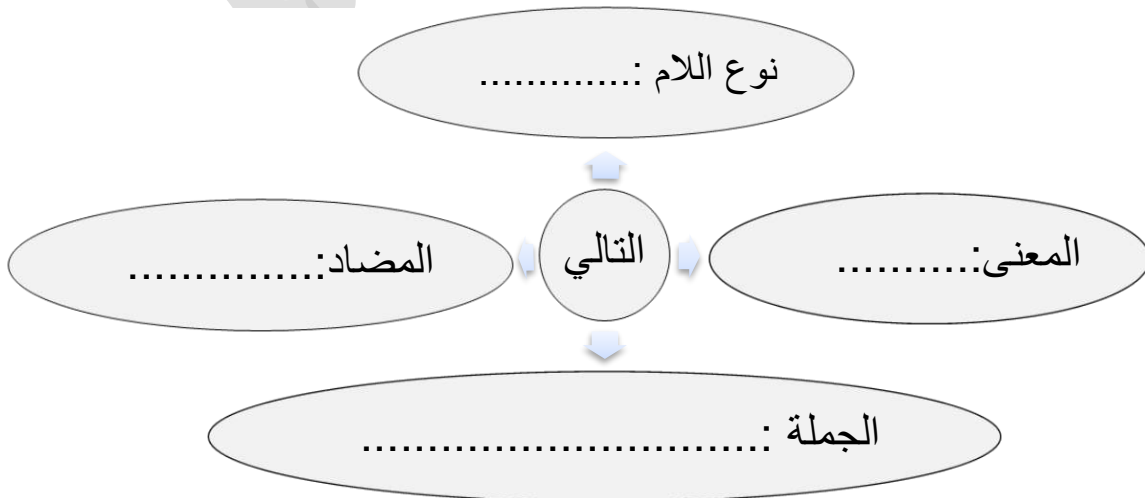 نوع اللام :.............
المعنى:...........
التالي
المضاد:...............
الجملة :..............................